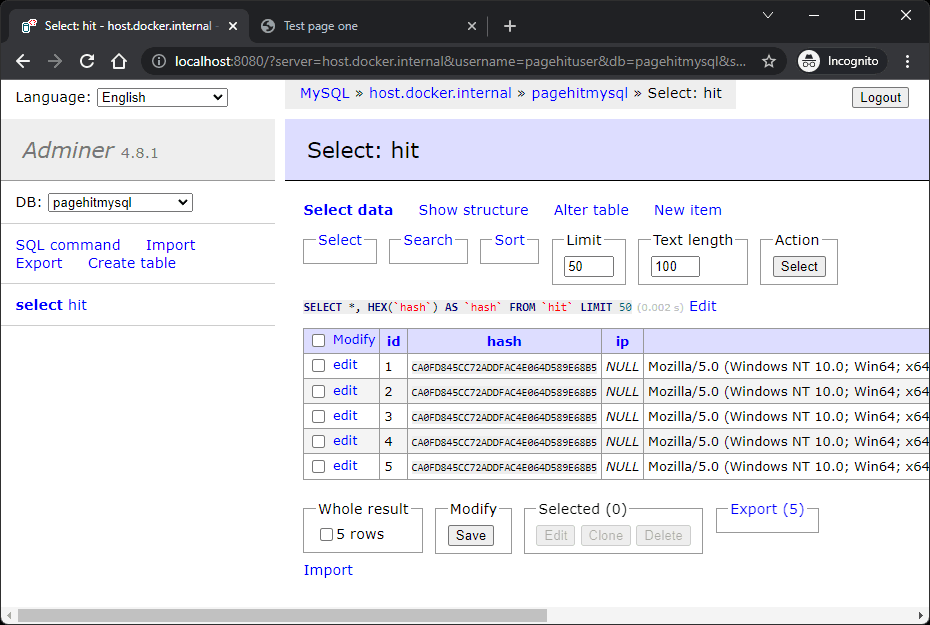 Select: hit - host.docker.internal -
Test page one
localhost:8080/?server=host.docker.internal&username=pagehituser&db=pagehitmysql&s...
Incognito
Language: English
MySQL » host.docker.internal » pagehitmysql » Select: hit
Logout
Adminer 4.8.1
Select: hit
DB: pagehitmysql
SQL command Import
Export Create table
select hit
Select data Show structure Alter table New item
Select Search Sort Limit Text length Action
50 100 Select
SELECT *, HEX(`hash`) AS `hash` FROM `hit` LIMIT 50 (0.002 s) Edit
Modify id hash ip
edit 1 CA0FD845CC72ADDFAC4E064D589E68B5 NULL Mozilla/5.0 (Windows NT 10.0; Win64; x64
edit 2 CA0FD845CC72ADDFAC4E064D589E68B5 NULL Mozilla/5.0 (Windows NT 10.0; Win64; x64
edit 3 CA0FD845CC72ADDFAC4E064D589E68B5 NULL Mozilla/5.0 (Windows NT 10.0; Win64; x64
edit 4 CA0FD845CC72ADDFAC4E064D589E68B5 NULL Mozilla/5.0 (Windows NT 10.0; Win64; x64
edit 5 CA0FD845CC72ADDFAC4E064D589E68B5 NULL Mozilla/5.0 (Windows NT 10.0; Win64; x64
Whole result Modify Selected (0) Export (5)
5 rows Save Edit Clone Delete
Import